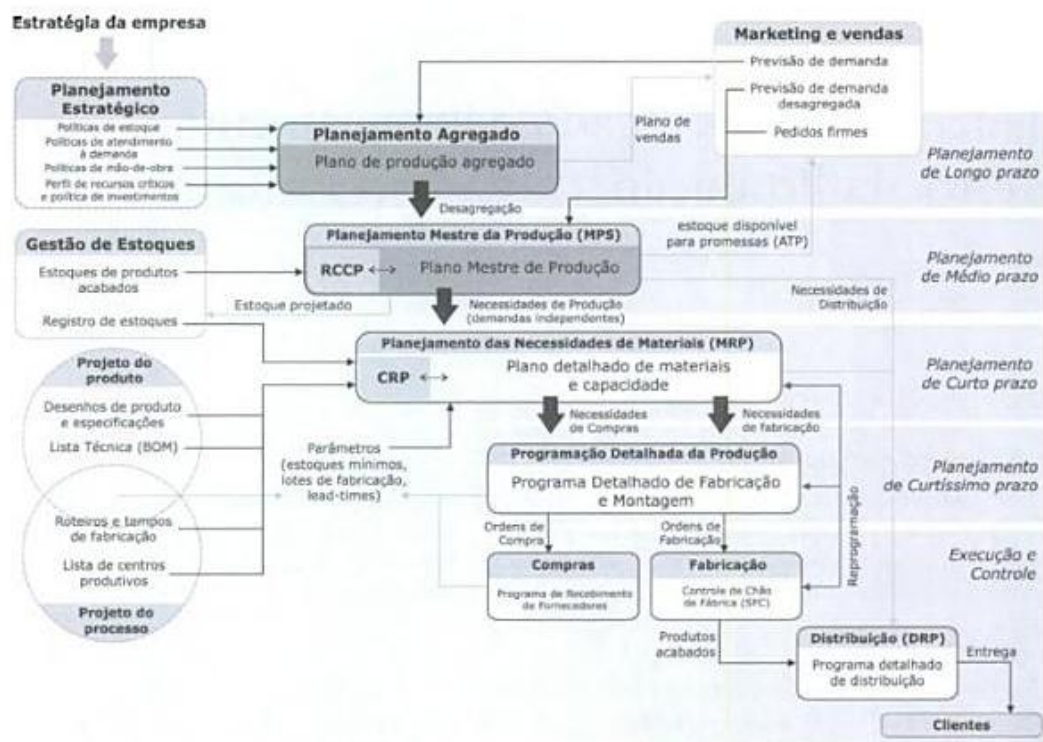 Estratégia da empresa
Planejamento
Estratégico
Políticas de estoque
Políticas de atendimento
à demanda
Políticas de mão-de-obra
Perfil de recursos críticos
e política de investimentos
Marketing e vendas
Previsão de demanda
Previsão de demanda
desagregada
Pedidos firmes
Planejamento Agregado
Plano de produção agregado
Plano de
vendas
Planejamento
de Longo prazo
Desagregação
Planejamento Mestre da Produção (MPS)
RCCP
Plano Mestre de Produção
estoque disponível
para promessas (ATP)
Planejamento
de Médio prazo
Gestão de Estoques
Estoques de produtos
acabados
Estoque projetado
Registro de estoques
Necessidades de Produção
(demandas independentes)
Necessidades de
Distribuição
Planejamento das Necessidades de Materiais (MRP)
CRP
Plano detalhado de materiais
e capacidade
Planejamento
de Curto prazo
Projeto do
produto
Desenhos de produto
e especificações
Lista Técnica (BOM)
Necessidades
de Compras
Necessidades
de fabricação
Parâmetros
(estoques mínimos,
lotes de fabricação,
lead-times)
Programação Detalhada da Produção
Programa Detalhado de Fabricação
e Montagem
Planejamento
de Curtíssimo prazo
Roteiros e tempos
de fabricação
Lista de centros
produtivos
Projeto do
processo
Ordens de
Compra
Ordens de
Fabricação
Reprogramação
Execução e
Controle
Compras
Programa de Recebimento
de Fornecedores
Fabricação
Controle de Chão
de Fábrica (SFC)
Produtos
acabados
Distribuição (DRP)
Programa detalhado
de distribuição
Entrega
Clientes